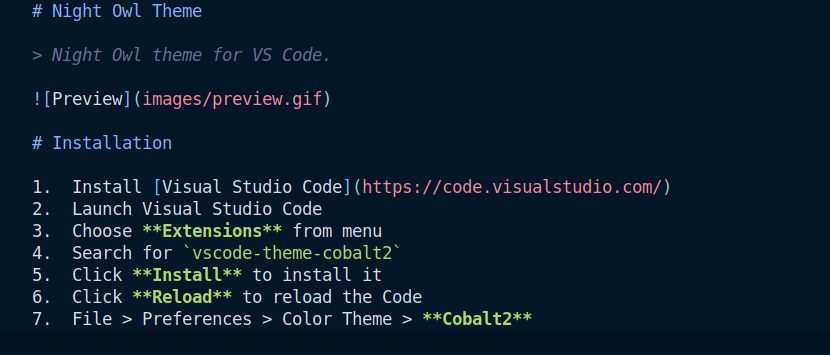 # Night Owl Theme
> Night Owl theme for VS Code.
![Preview](images/preview.gif)
# Installation
1.  Install [Visual Studio Code](https://code.visualstudio.com/)
2.  Launch Visual Studio Code
3.  Choose **Extensions** from menu
4.  Search for `vscode-theme-cobalt2`
5.  Click **Install** to install it
6.  Click **Reload** to reload the Code
7.  File > Preferences > Color Theme > **Cobalt2**